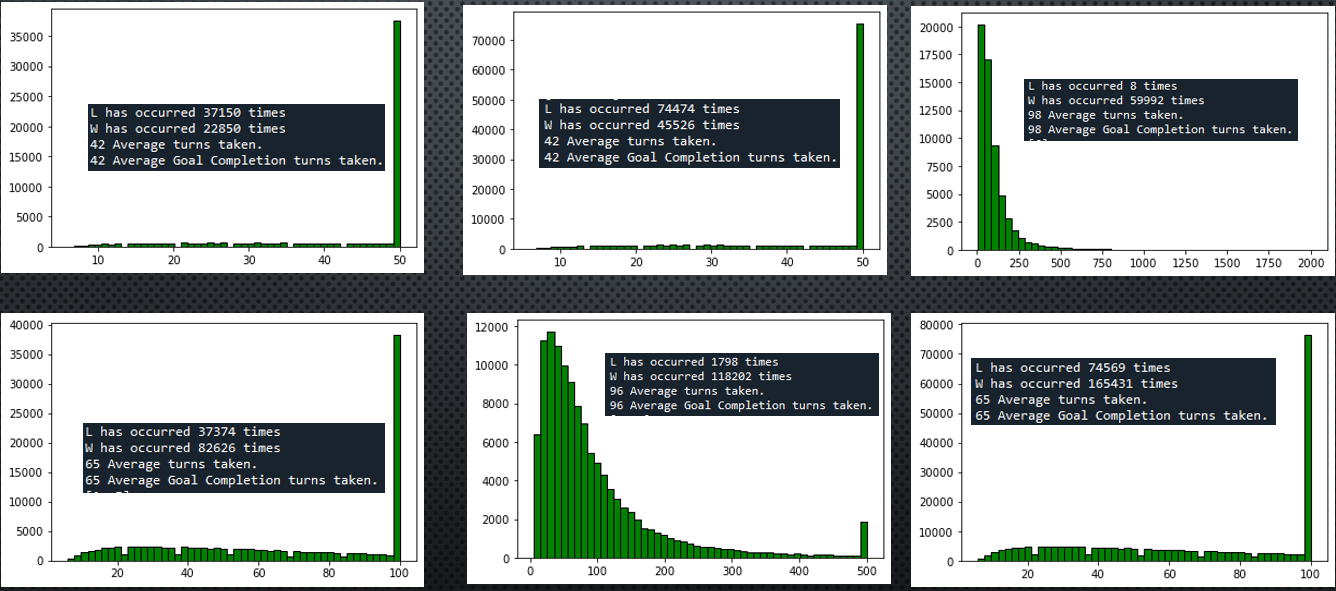 35000
30000
25000
20000
15000
10000
5000
0
10 20 30 40 50
L has occurred 37150 times
W has occurred 22850 times
42 Average turns taken.
42 Average Goal Completion turns taken.
70000
60000
50000
40000
30000
20000
10000
0
10 20 30 40 50
L has occurred 74474 times
W has occurred 45526 times
42 Average turns taken.
42 Average Goal Completion turns taken.
20000
17500
15000
12500
10000
7500
5000
2500
0
0 250 500 750 1000 1250 1500 1750 2000
L has occurred 8 times
W has occurred 59992 times
98 Average turns taken.
98 Average Goal Completion turns taken.
40000
35000
30000
25000
20000
15000
10000
5000
0
20 40 60 80 100
L has occurred 37374 times
W has occurred 82626 times
65 Average turns taken.
65 Average Goal Completion turns taken.
12000
10000
8000
6000
4000
2000
0
0 100 200 300 400 500
L has occurred 1798 times
W has occurred 118202 times
96 Average turns taken.
96 Average Goal Completion turns taken.
80000
70000
60000
50000
40000
30000
20000
10000
0
20 40 60 80 100
L has occurred 74569 times
W has occurred 165431 times
65 Average turns taken.
65 Average Goal Completion turns taken.